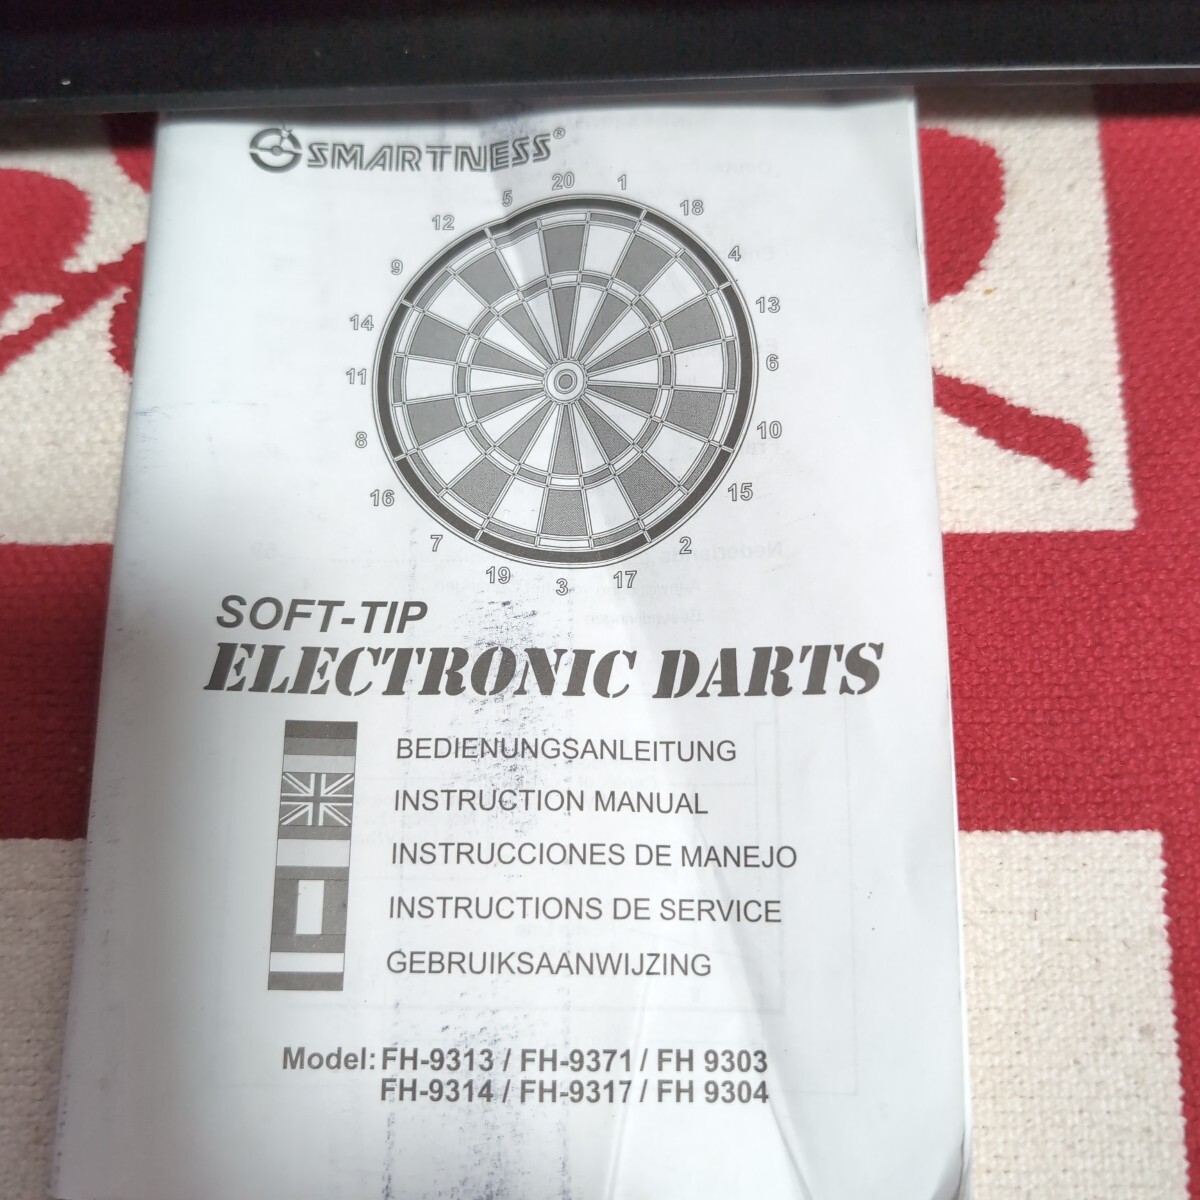 SMARTNESS®
20
1
5
18
12
4
9
13
14
6
11
10
8
15
16
2
7
17
19
3
SOFT-TIP
ELECTRONIC DARTS
BEDIENUNGSANLEITUNG
INSTRUCTION MANUAL
INSTRUCCIONES DE MANEJO
INSTRUCTIONS DE SERVICE
GEBRUIKSAANWIJZING
Model: FH-9313 / FH-9371 / FH 9303
FH-9314 / FH-9317 / FH 9304